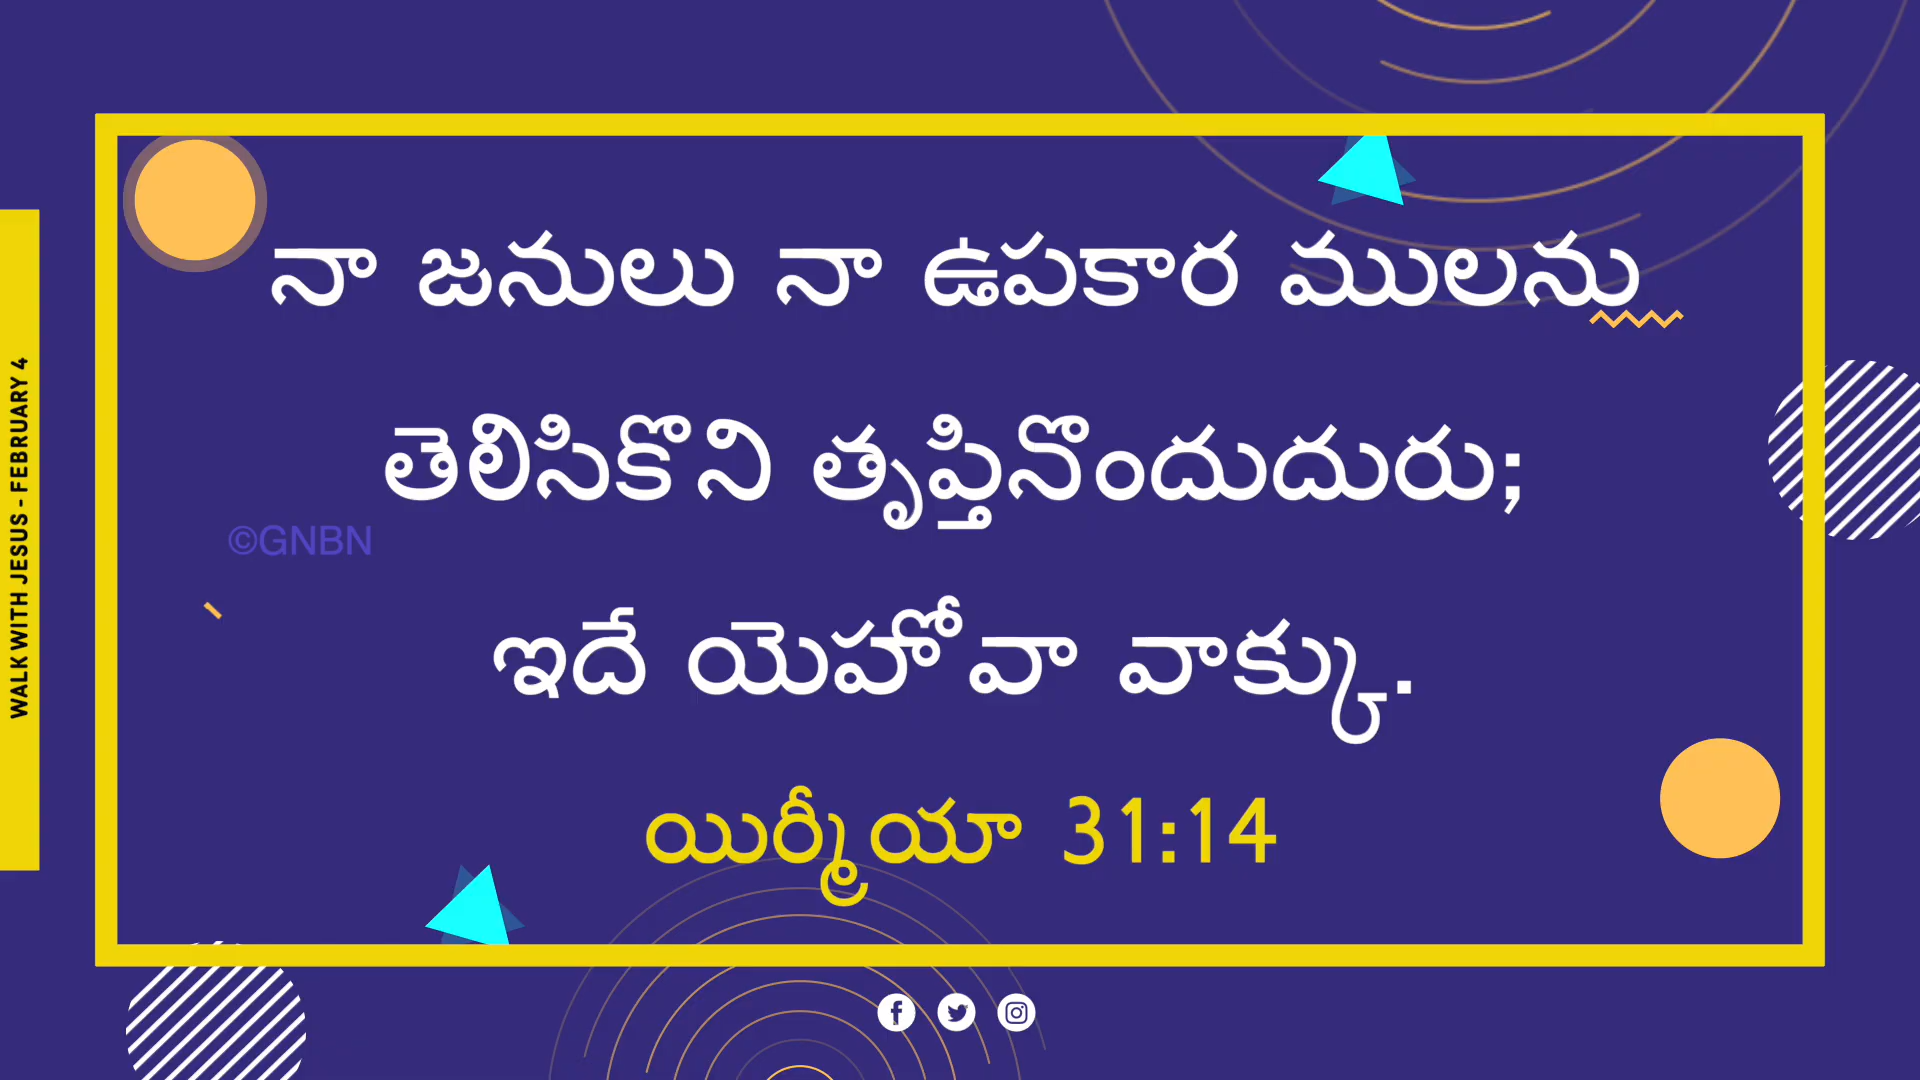 నా జనులు నా ఉపకార ములను
తెలిసికొని తృప్తినొందుదురు;
ఇదే యెహోవా వాక్కు.
యిర్మీయా 31:14
©GNBN
WALK WITH JESUS - FEBRUARY 4